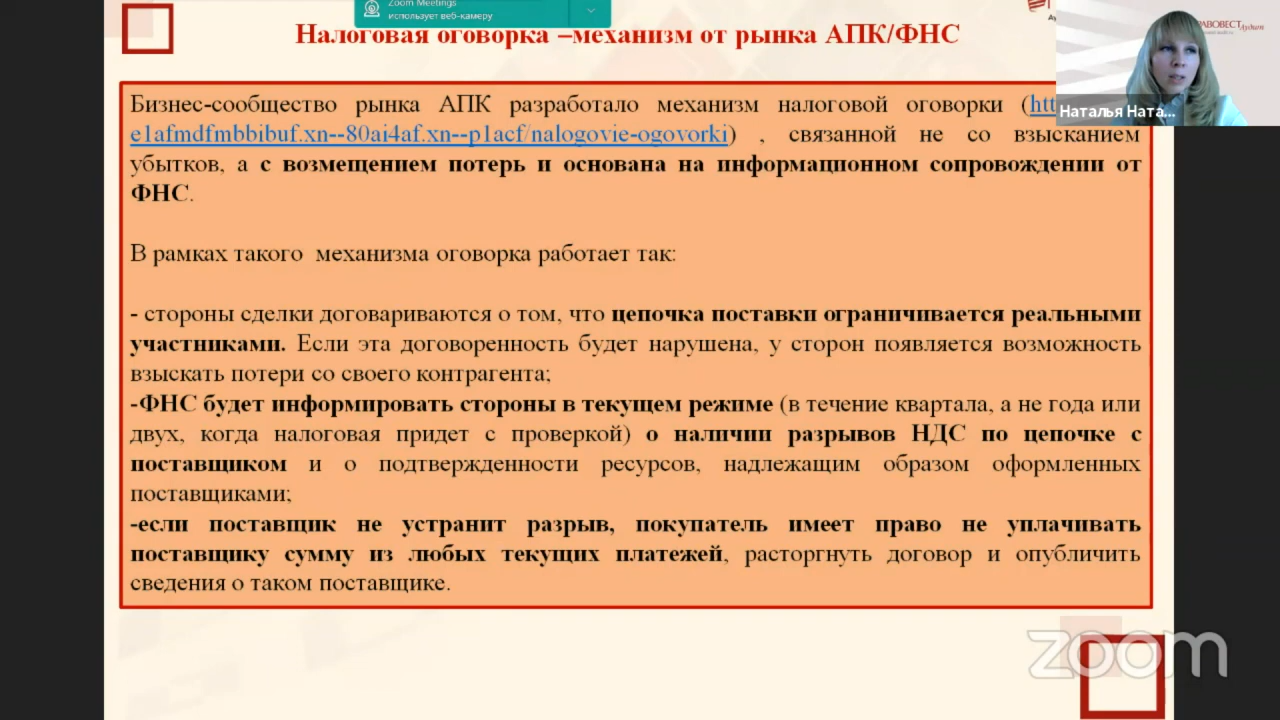 Zoom Meetings
использует веб-камеру
Налоговая оговорка –механизм от рынка АПК/ФНС
АВОВЕСТ Аудит
Наталья Ната...
Бизнес-сообщество рынка АПК разработало механизм налоговой оговорки (htt
e1afmdfmbbibuf.xn--80ai4af.xn--p1acf/nalogovie-ogovorki) , связанной не со взысканием
убытков, а с возмещением потерь и основана на информационном сопровождении от
ФНС.
В рамках такого механизма оговорка работает так:
- стороны сделки договариваются о том, что цепочка поставки ограничивается реальными
участниками. Если эта договоренность будет нарушена, у сторон появляется возможность
взыскать потери со своего контрагента;
-ФНС будет информировать стороны в текущем режиме (в течение квартала, а не года или
двух, когда налоговая придет с проверкой) о наличии разрывов НДС по цепочке с
поставщиком и о подтвержденности ресурсов, надлежащим образом оформленных
поставщиками;
-если поставщик не устранит разрыв, покупатель имеет право не уплачивать
поставщику сумму из любых текущих платежей, расторгнуть договор и опубличить
сведения о таком поставщике.
zoom